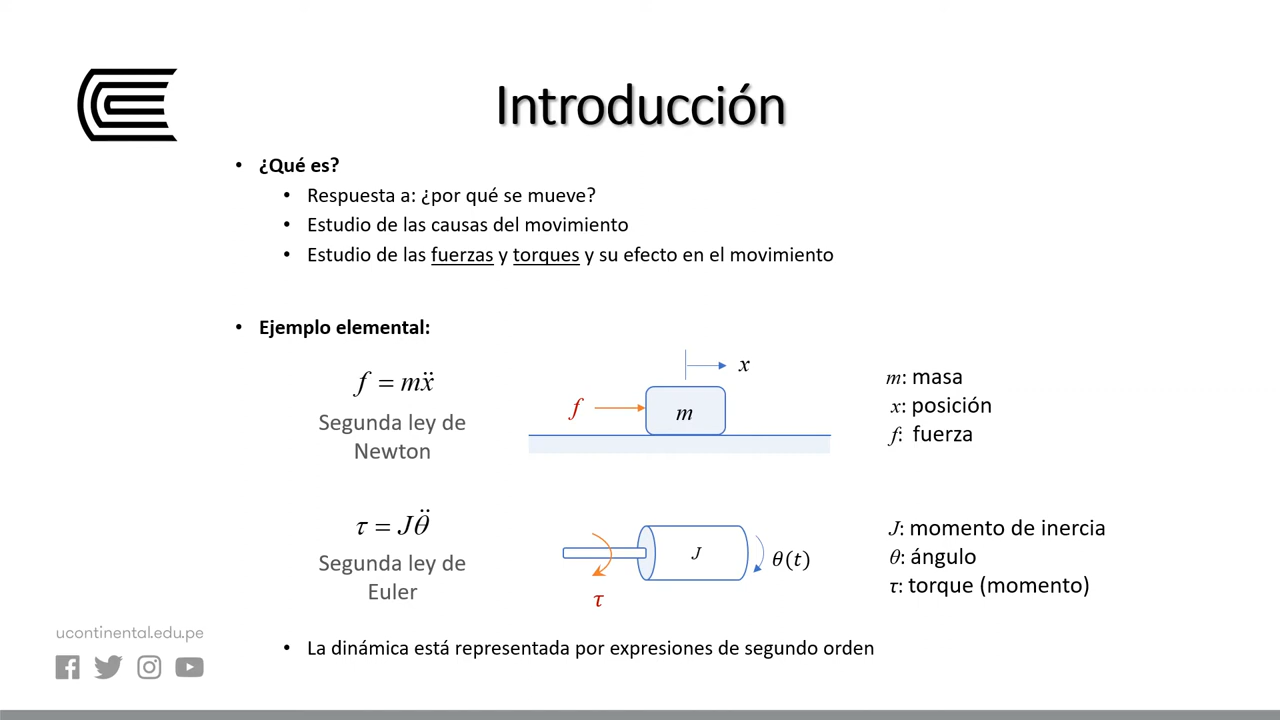 Introducción
• ¿Qué es?
• Respuesta a: ¿por qué se mueve?
• Estudio de las causas del movimiento
• Estudio de las fuerzas y torques y su efecto en el movimiento
• Ejemplo elemental:
f = mẍ
Segunda ley de
Newton
x
f
m
m: masa
x: posición
f: fuerza
τ = Jθ̈
Segunda ley de
Euler
J
θ(t)
τ
J: momento de inercia
θ: ángulo
τ: torque (momento)
ucontinental.edu.pe
• La dinámica está representada por expresiones de segundo orden